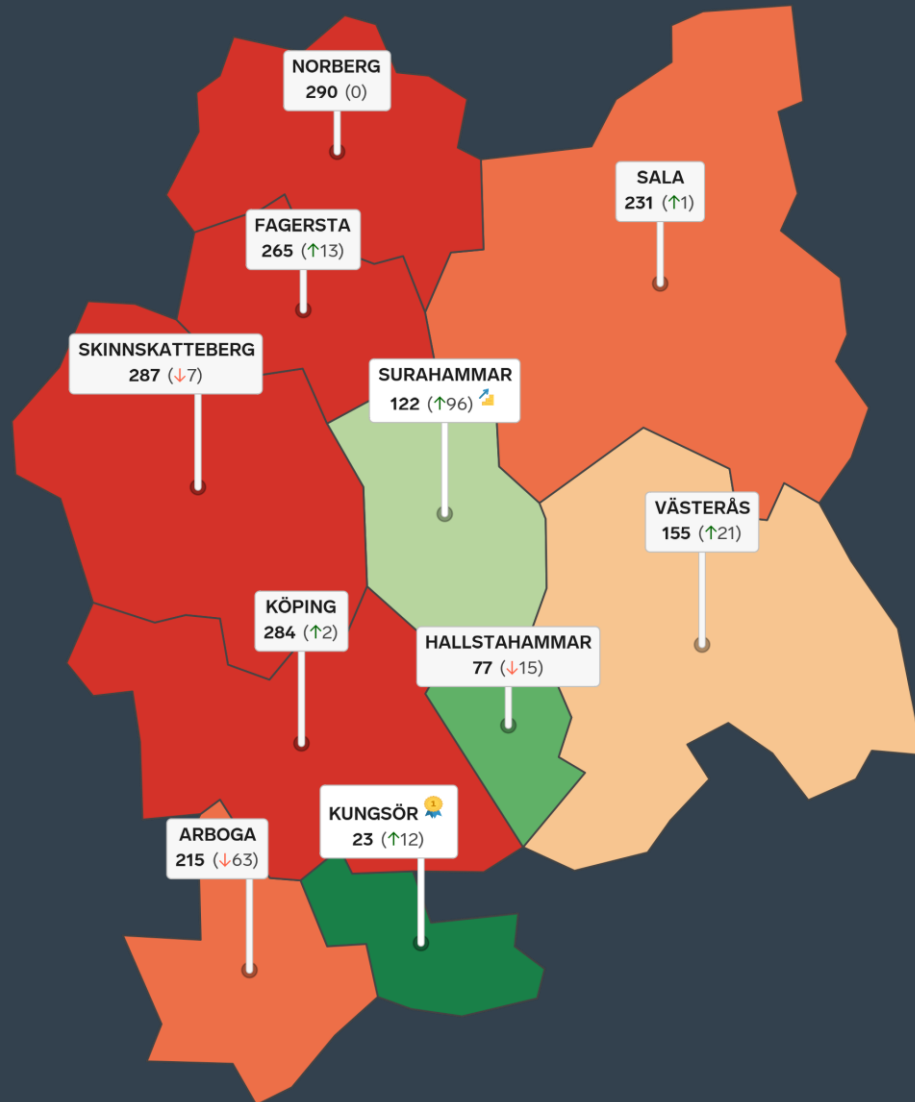 NORBERG
290 (0)
SALA
231 (↑1)
FAGERSTA
265 (↑13)
SKINNSKATTEBERG
287 (↓7)
SURAHAMMAR
122 (↑96)
VÄSTERÅS
155 (↑21)
KÖPING
284 (↑2)
HALLSTAHAMMAR
77 (↓15)
KUNGSÖR
23 (↑12)
ARBOGA
215 (↓63)